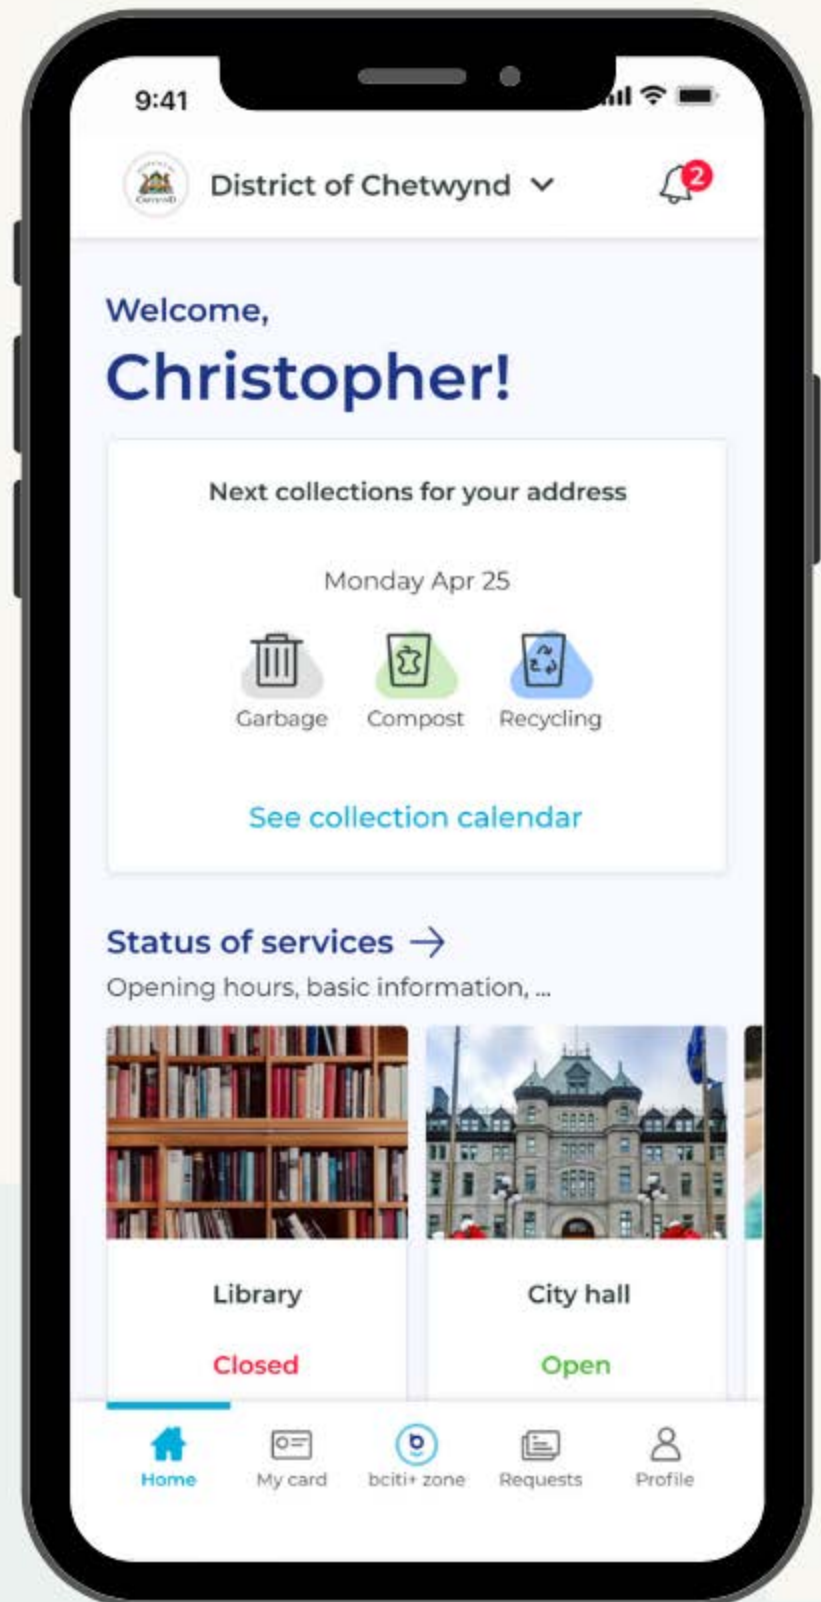 9:41
District of Chetwynd
2
Welcome,
Christopher!
Next collections for your address
Monday Apr 25
Garbage Compost Recycling
See collection calendar
Status of services →
Opening hours, basic information, ...
Library City hall
Closed Open
Home My card bciti+ zone Requests Profile